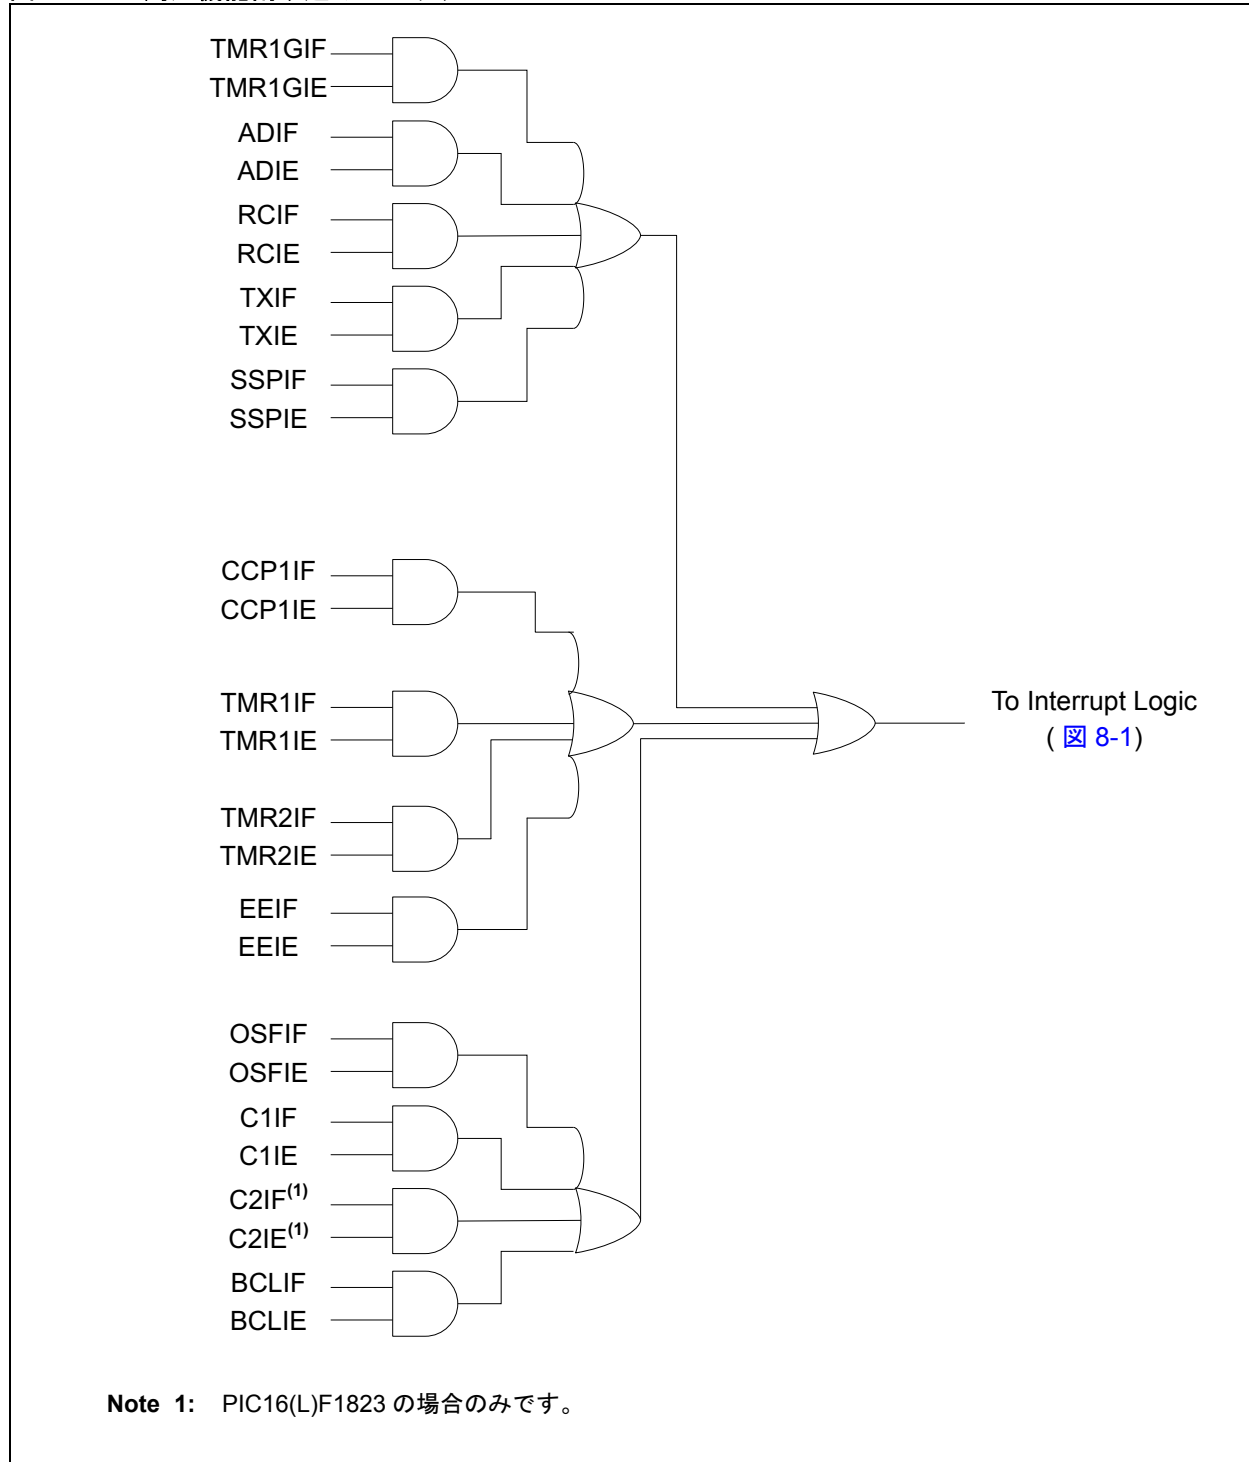 TMR1GIF
TMR1GIE
ADIF
ADIE
RCIF
RCIE
TXIF
TXIE
SSPIF
SSPIE
CCP1IF
CCP1IE
TMR1IF
TMR1IE
To Interrupt Logic
( 図 8-1)
TMR2IF
TMR2IE
EEIF
EEIE
OSFIF
OSFIE
C1IF
C1IE
C2IF(1)
C2IE(1)
BCLIF
BCLIE
Note 1: PIC16(L)F1823 の場合のみです。